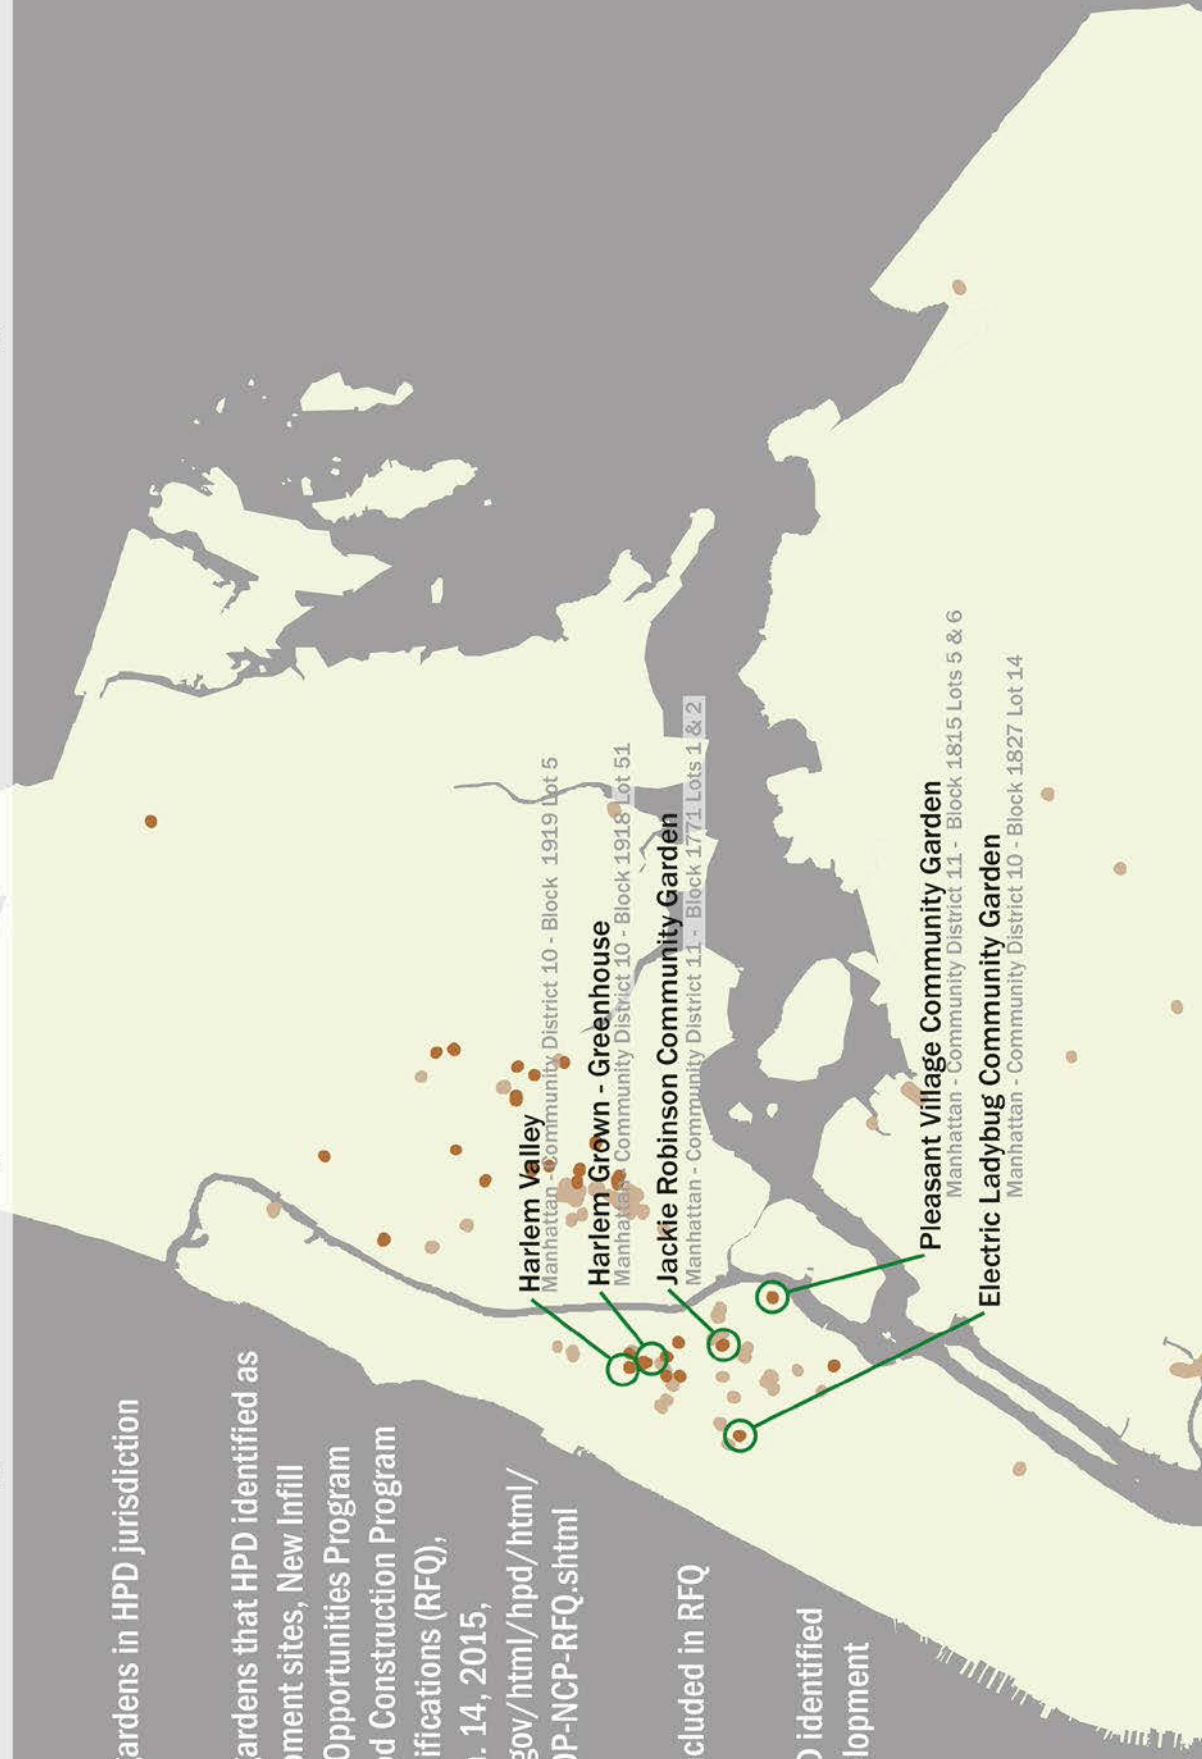 ardens in HPD jurisdiction
ardens that HPD identified as
ment sites, New Infill
Opportunities Program
d Construction Program
ifications (RFQ),
. 14, 2015,
gov/html/hpd/html/
OP-NCP-RFQ.shtml
cluded in RFQ
D identified
lopment
Harlem Valley
Manhattan - Community District 10 - Block 1919 Lot 5
Harlem Grown - Greenhouse
Manhattan - Community District 10 - Block 1918 Lot 51
Jackie Robinson Community Garden
Manhattan - Community District 11 - Block 1771 Lots 1 & 2
Pleasant Village Community Garden
Manhattan - Community District 11 - Block 1815 Lots 5 & 6
Electric Ladybug Community Garden
Manhattan - Community District 10 - Block 1827 Lot 14